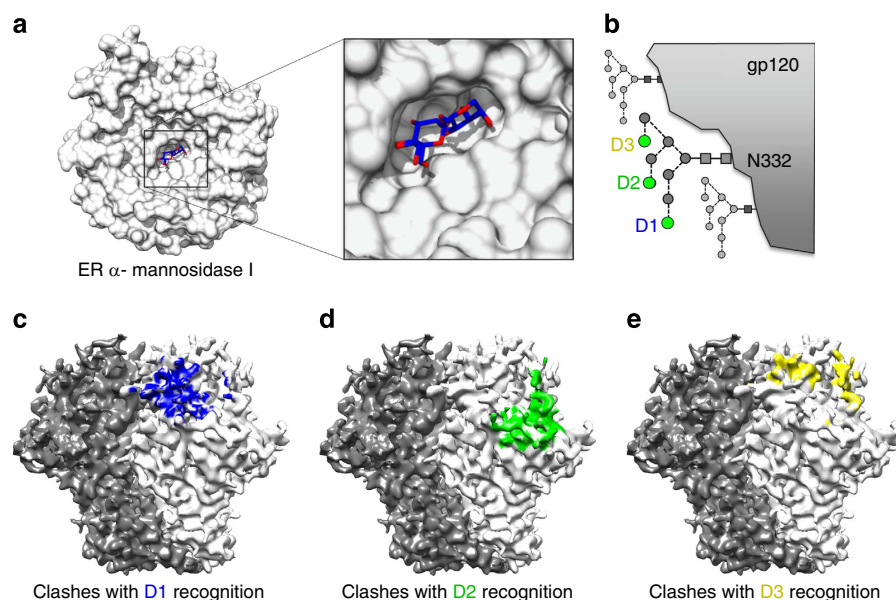 a
ER α- mannosidase I
b
gp120
N332
D3
D2
D1
c
d
e
Clashes with D1 recognition
Clashes with D2 recognition
Clashes with D3 recognition